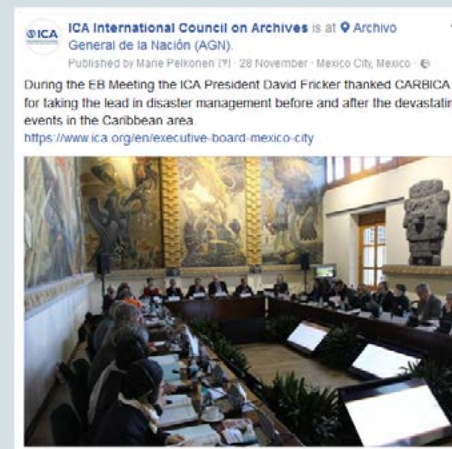 ICA
ICA International Council on Archives is at Archivo
General de la Nación (AGN).
Published by Marie Pelkonen [?] · 28 November · Mexico City, Mexico ·
During the EB Meeting the ICA President David Fricker thanked CARBICA
for taking the lead in disaster management before and after the devastatin
events in the Caribbean area.
https://www.ica.org/en/executive-board-mexico-city